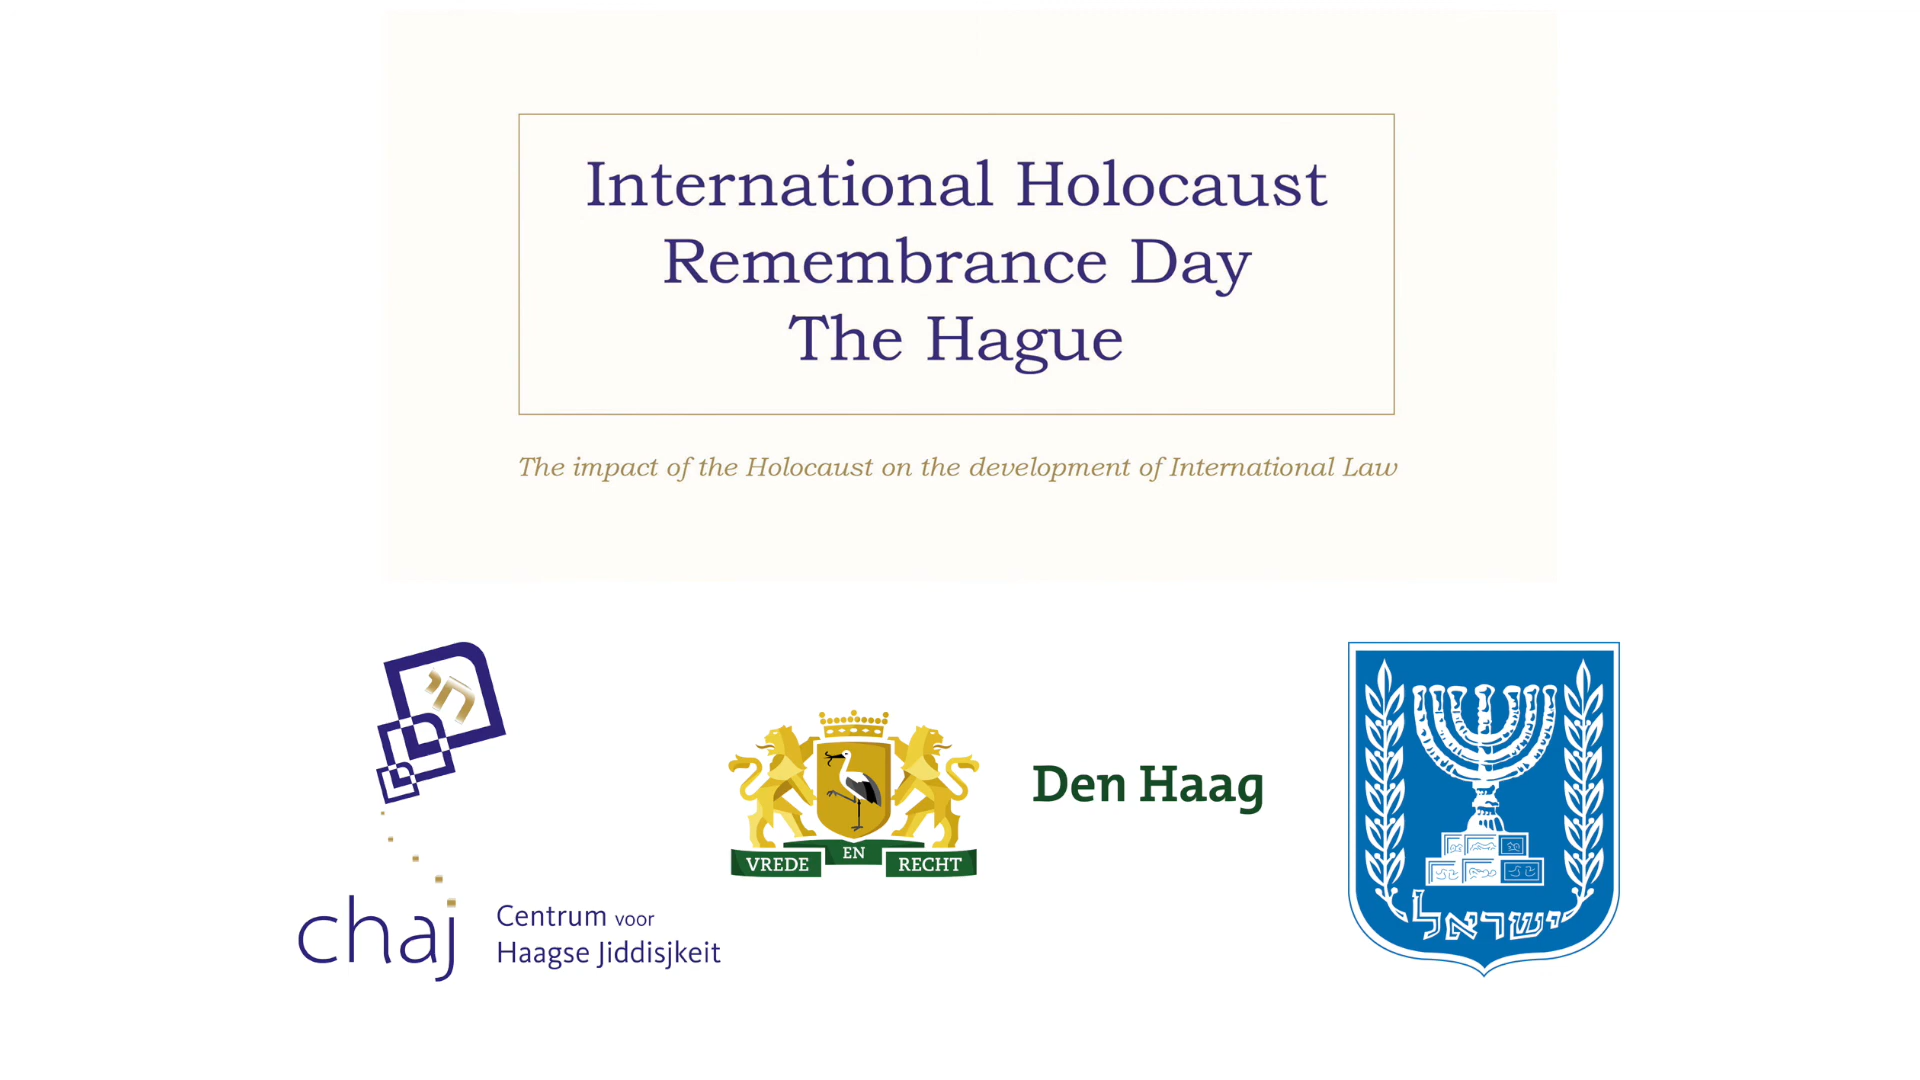 International Holocaust
Remembrance Day
The Hague
The impact of the Holocaust on the development of International Law
חי
chaj
Centrum voor
Haagse Jiddisjkeit
VREDE EN RECHT
Den Haag
ישראל